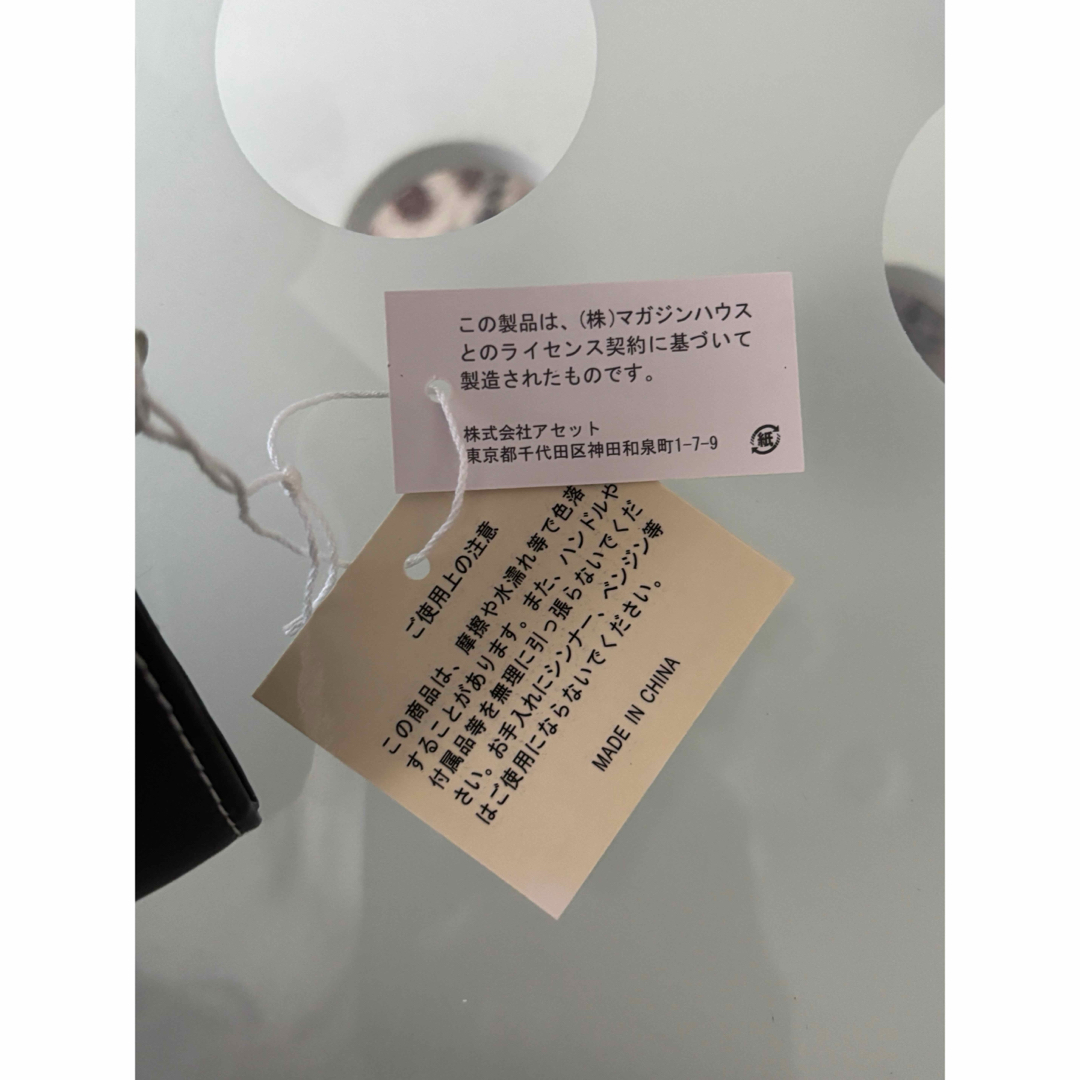 この製品は、(株)マガジンハウス
とのライセンス契約に基づいて
製造されたものです。
株式会社アセット
東京都千代田区神田和泉町1-7-9
紙
ご使用上の注意
この商品は、摩擦や水濡れ等で色落
することがあります。また、ハンドルや
付属品等を無理に引っ張らないでくだ
さい。お手入れにシンナー、ベンジン等
はご使用にならないでください。
MADE IN CHINA